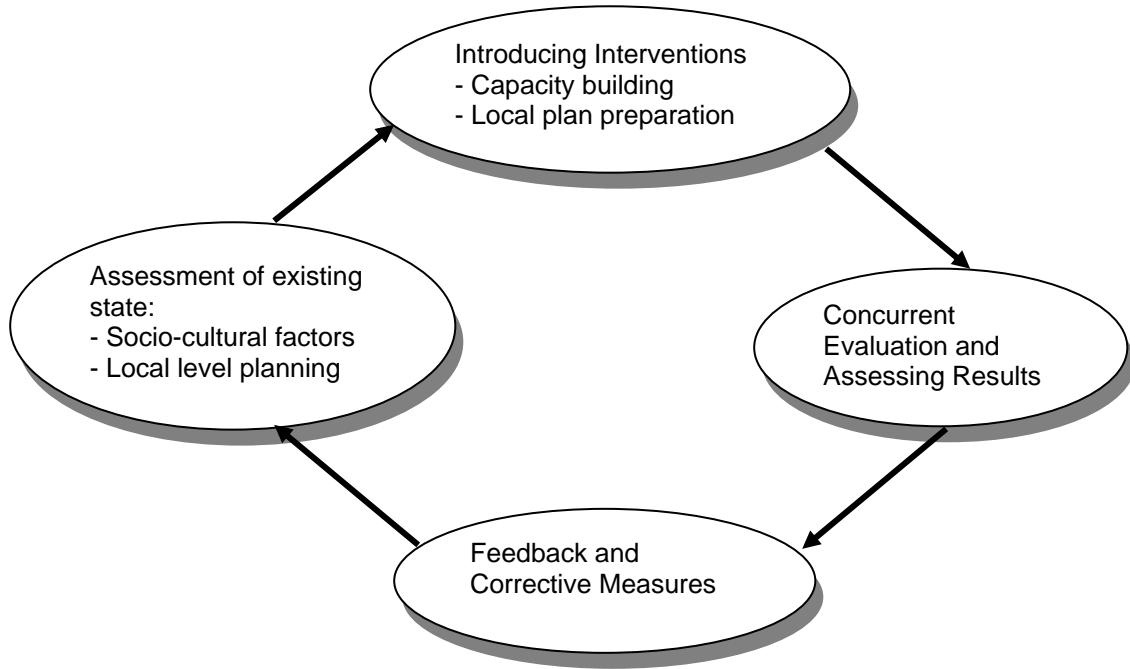 Introducing Interventions
- Capacity building
- Local plan preparation
Assessment of existing
state:
- Socio-cultural factors
- Local level planning
Concurrent
Evaluation and
Assessing Results
Feedback and
Corrective Measures